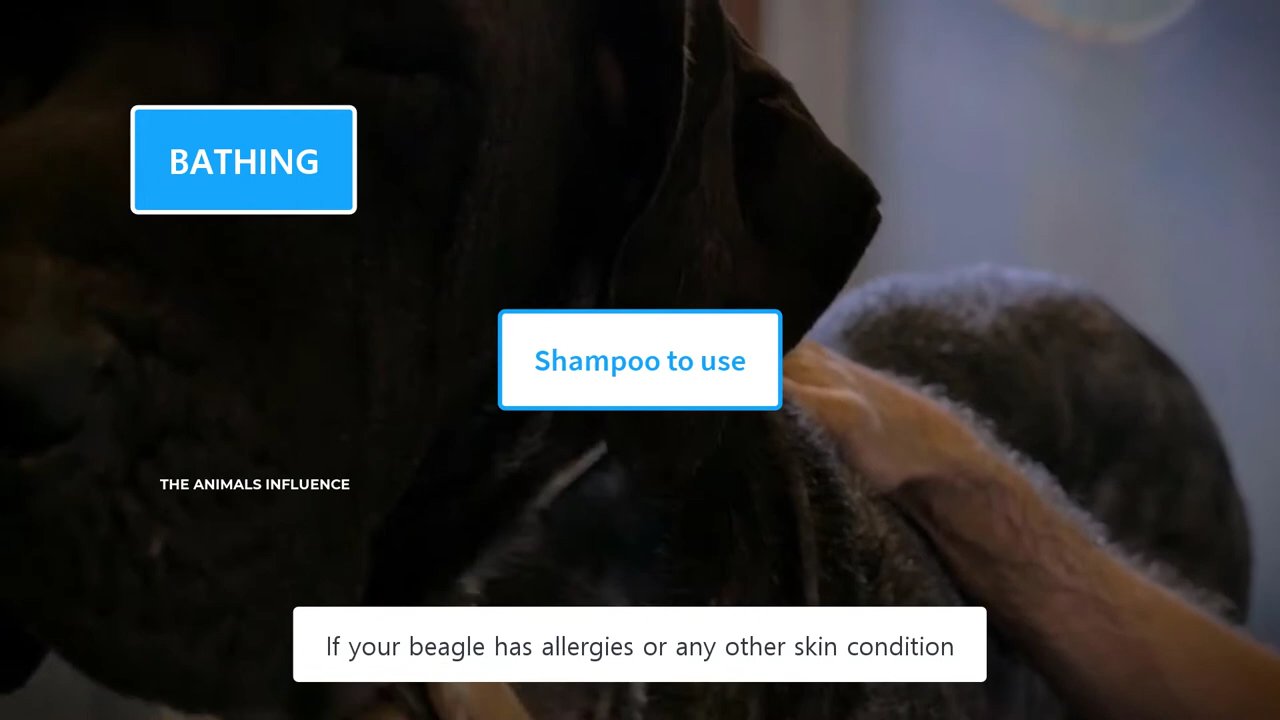 BATHING
Shampoo to use
THE ANIMALS INFLUENCE
If your beagle has allergies or any other skin condition